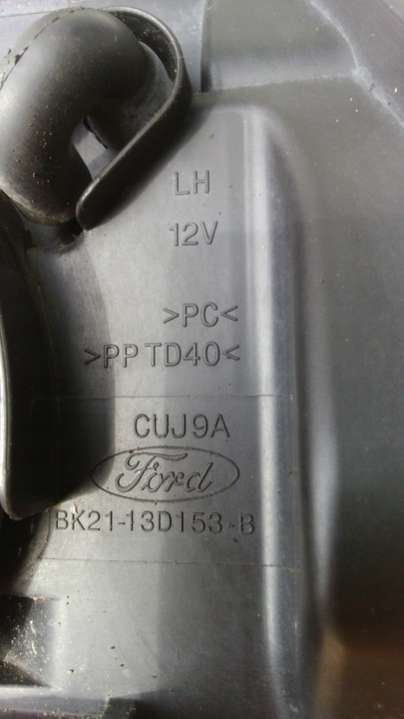 LH
12V
>PC<
>PP TD40<
CUJ9A
Ford
BK21-13D153-B